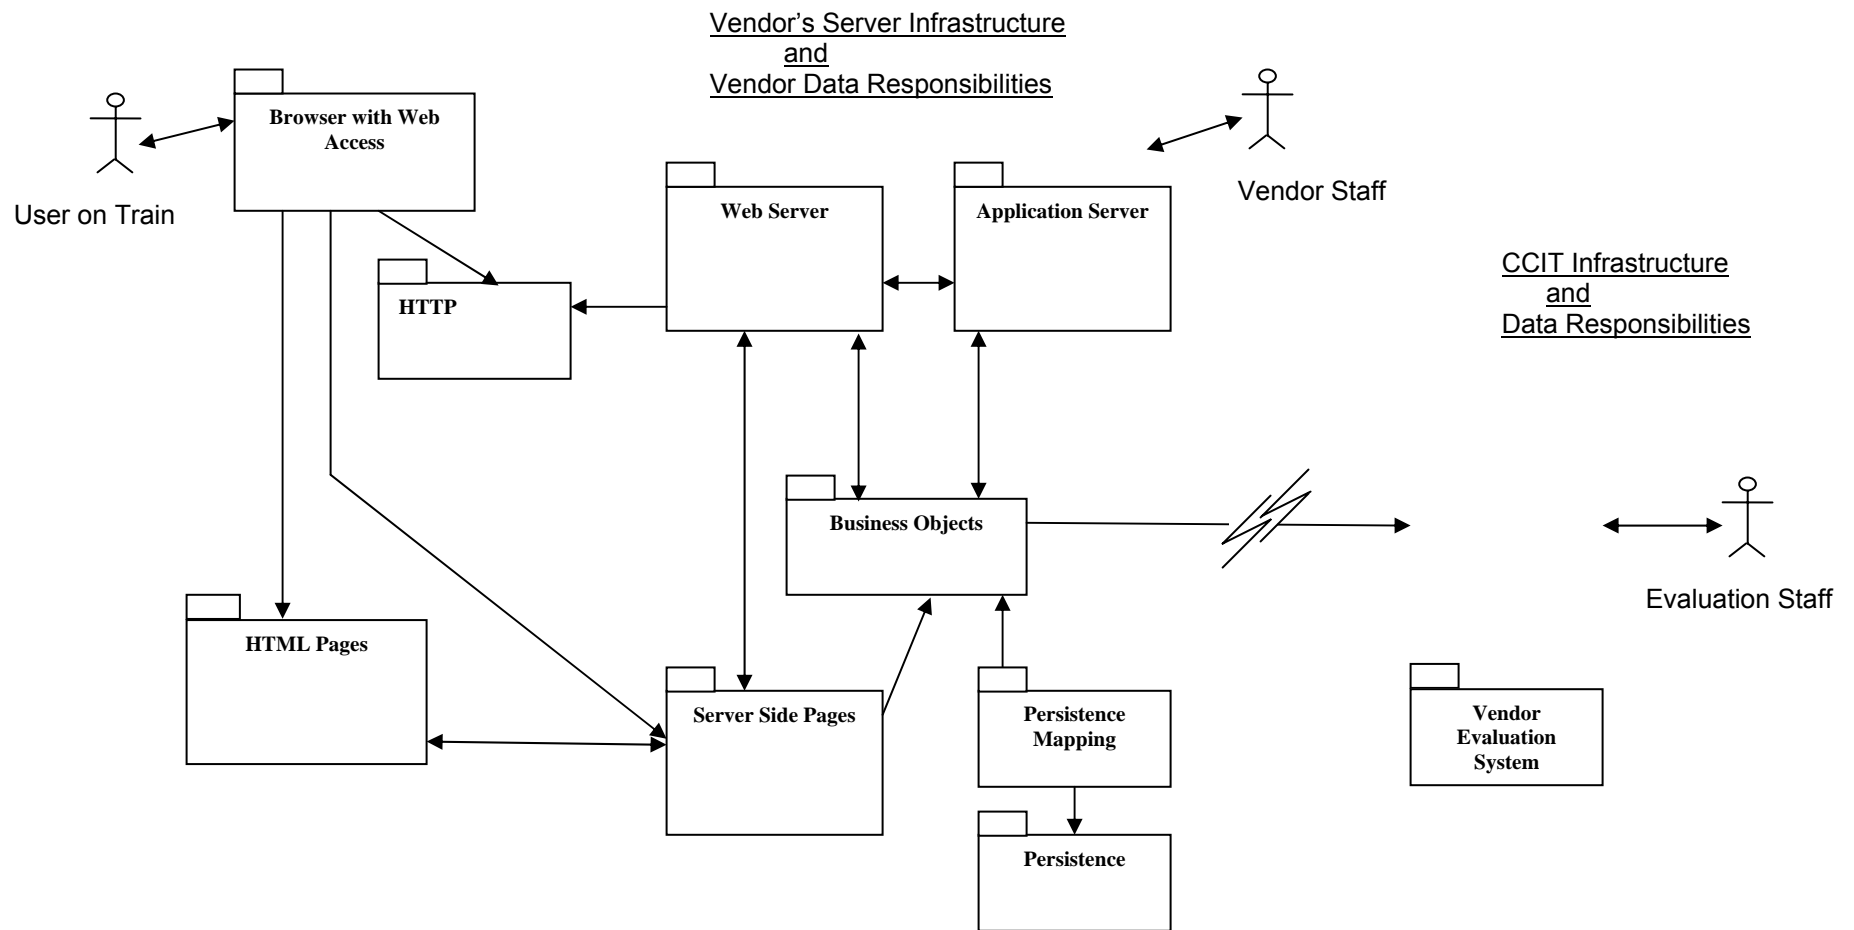 Vendor’s Server Infrastructure
and
Vendor Data Responsibilities
Browser with Web
Access
User on Train
Vendor Staff
Web Server
Application Server
CCIT Infrastructure
and
Data Responsibilities
HTTP
Business Objects
Evaluation Staff
HTML Pages
Server Side Pages
Persistence
Mapping
Vendor
Evaluation
System
Persistence